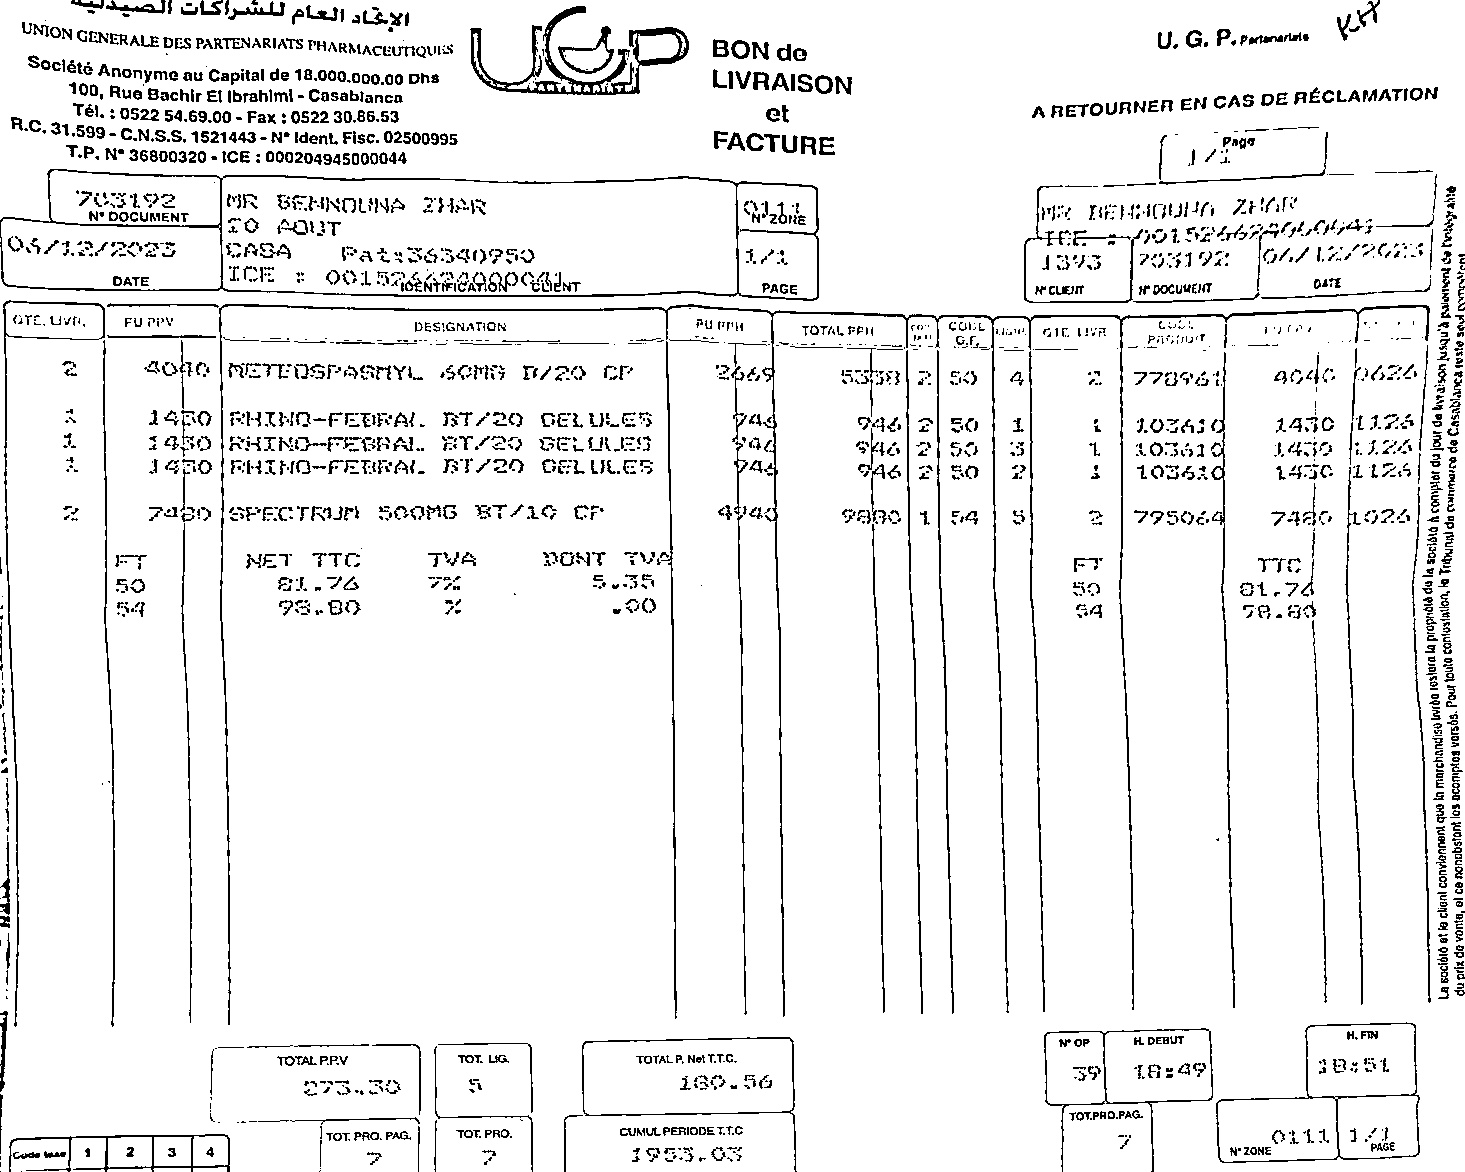 الإتحاد العام للشراكات الصيدلية
UNION GENERALE DES PARTENARIATS PHARMACEUTIQUES
Société Anonyme au Capital de 18.000.000.00 Dhs
100, Rue Bachir El Ibrahimi - Casablanca
Tél. : 0522 54.69.00 - Fax : 0522 30.86.53
R.C. 31.599 - C.N.S.S. 1521443 - N° Ident. Fisc. 02500995
T.P. N° 36800320 - ICE : 000204945000044
UGP
PARTENARIATS
BON de
LIVRAISON
et
FACTURE
U. G. P. Partenariats
A RETOURNER EN CAS DE RÉCLAMATION
Page
1/1
703192
N° DOCUMENT
06/12/2023
DATE
MR BENNOUNA ZHAR
20 AOUT
CASA Pat:36340950
ICE : 001526624000041
IDENTIFICATION CLIENT
0111
N° ZONE
1/1
PAGE
MR BENNOUNA ZHAR
ICE : 001526624000041
1393
N° CLIENT
703192
N° DOCUMENT
06/12/2023
DATE
QTE. LIVR. PU PPV DESIGNATION PU PPH TOTAL PPH CODE G.F. QTE LIVR CODE PRODUIT
2 4040 METEOSPASMYL 60MG B/20 CP 2669 5338 2 50 4 2 778961 4040 0626
1 1430 RHINO-FEBRAL BT/20 GELULES 946 946 2 50 1 1 103610 1430 1126
1 1430 RHINO-FEBRAL BT/20 GELULES 946 946 2 50 3 1 103610 1430 1126
1 1430 RHINO-FEBRAL BT/20 GELULES 946 946 2 50 2 1 103610 1430 1126
2 7480 SPECTRUM 500MG BT/10 CP 4940 9880 1 54 5 2 795064 7480 1026
FT NET TTC TVA DONT TVA FT TTC
50 81.76 7% 5.35 50 81.76
54 98.80 % .00 54 98.80
La société et le client conviennent que la marchandise livrée restera la propriété de la société à compter du jour de livraison jusqu'à paiement de l'intégralité
du prix de vente, et ce nonobstant les acomptes versés. Pour toute contestation, le Tribunal de commerce de Casablanca reste seul compétent
TOTAL P.P.V
273.30
TOT. LIG.
5
TOTAL P. Net T.T.C.
180.56
N° OP
39
H. DEBUT
18:49
H. FIN
18:51
TOT. PRO. PAG.
7
TOT. PRO.
7
CUMUL PERIODE T.T.C
1953.03
TOT.PRO.PAG.
7
N° ZONE 0111
1/1 PAGE
Code taxe 1 2 3 4